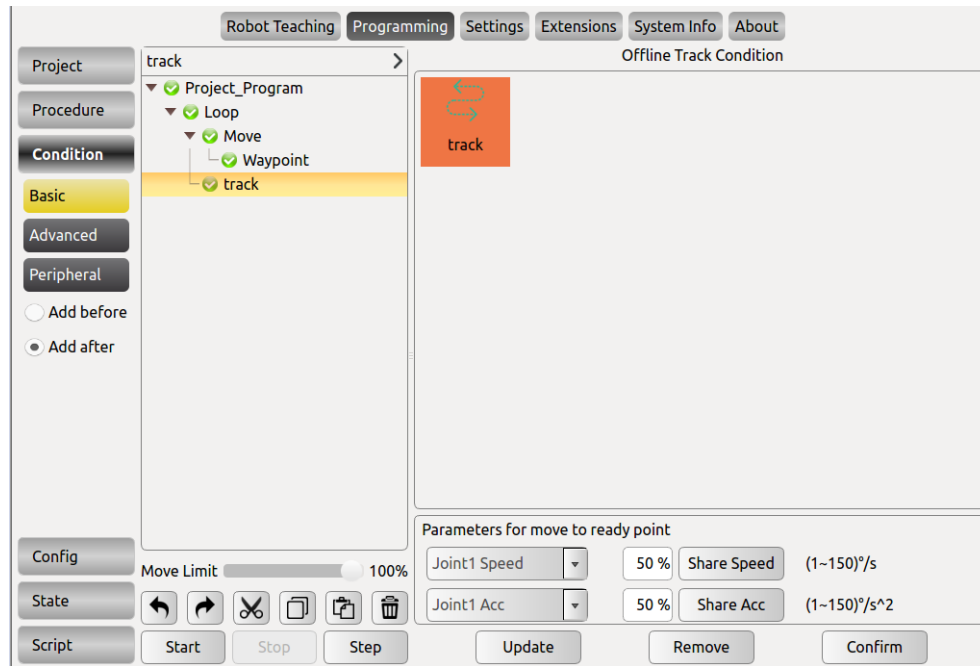 Robot Teaching Programming Settings Extensions System Info About
Project
Procedure
Condition
Basic
Advanced
Peripheral
Add before
Add after
Config
State
Script
track
Project_Program
Loop
Move
Waypoint
track
Move Limit 100%
Start Stop Step
Offline Track Condition
track
Parameters for move to ready point
Joint1 Speed 50 % Share Speed (1~150)°/s
Joint1 Acc 50 % Share Acc (1~150)°/s^2
Update Remove Confirm